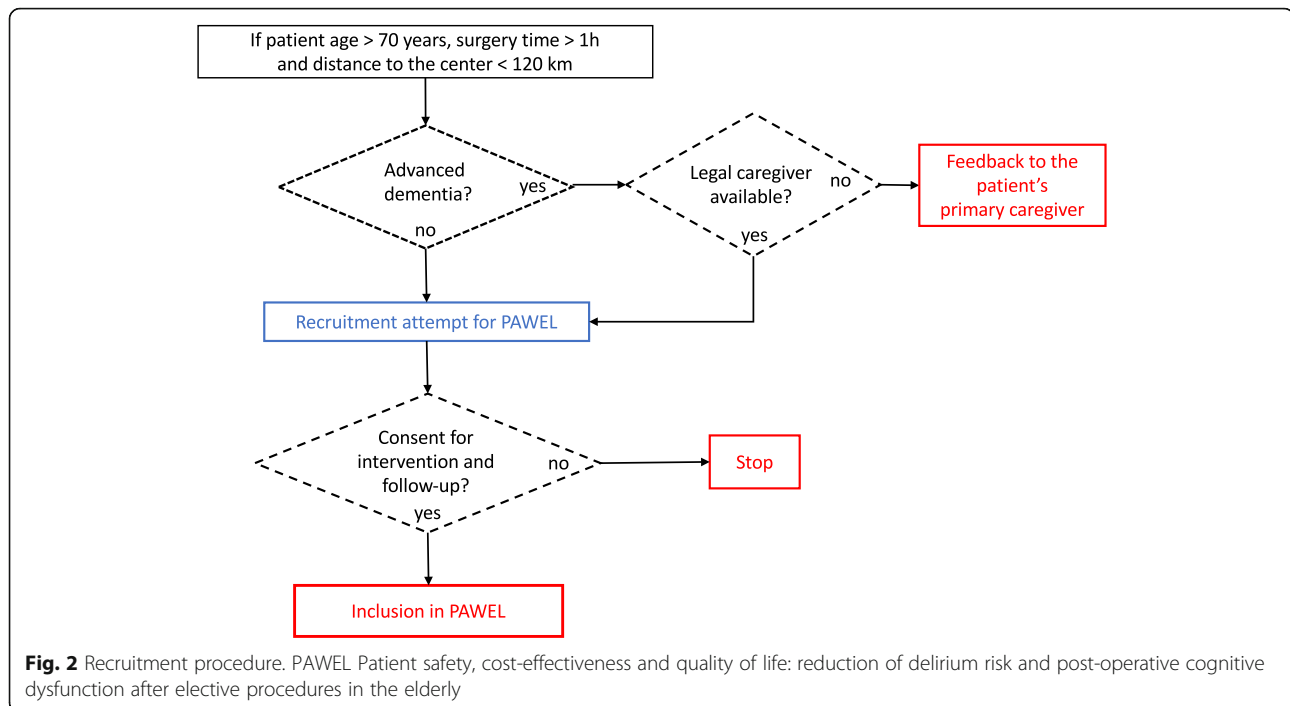 If patient age > 70 years, surgery time > 1h
and distance to the center < 120 km
Advanced
dementia?
yes
no
Legal caregiver
available?
no
yes
Feedback to the
patient's
primary caregiver
Recruitment attempt for PAWEL
Consent for
intervention and
follow-up?
no
yes
Stop
Inclusion in PAWEL
Fig. 2 Recruitment procedure. PAWEL Patient safety, cost-effectiveness and quality of life: reduction of delirium risk and post-operative cognitive
dysfunction after elective procedures in the elderly